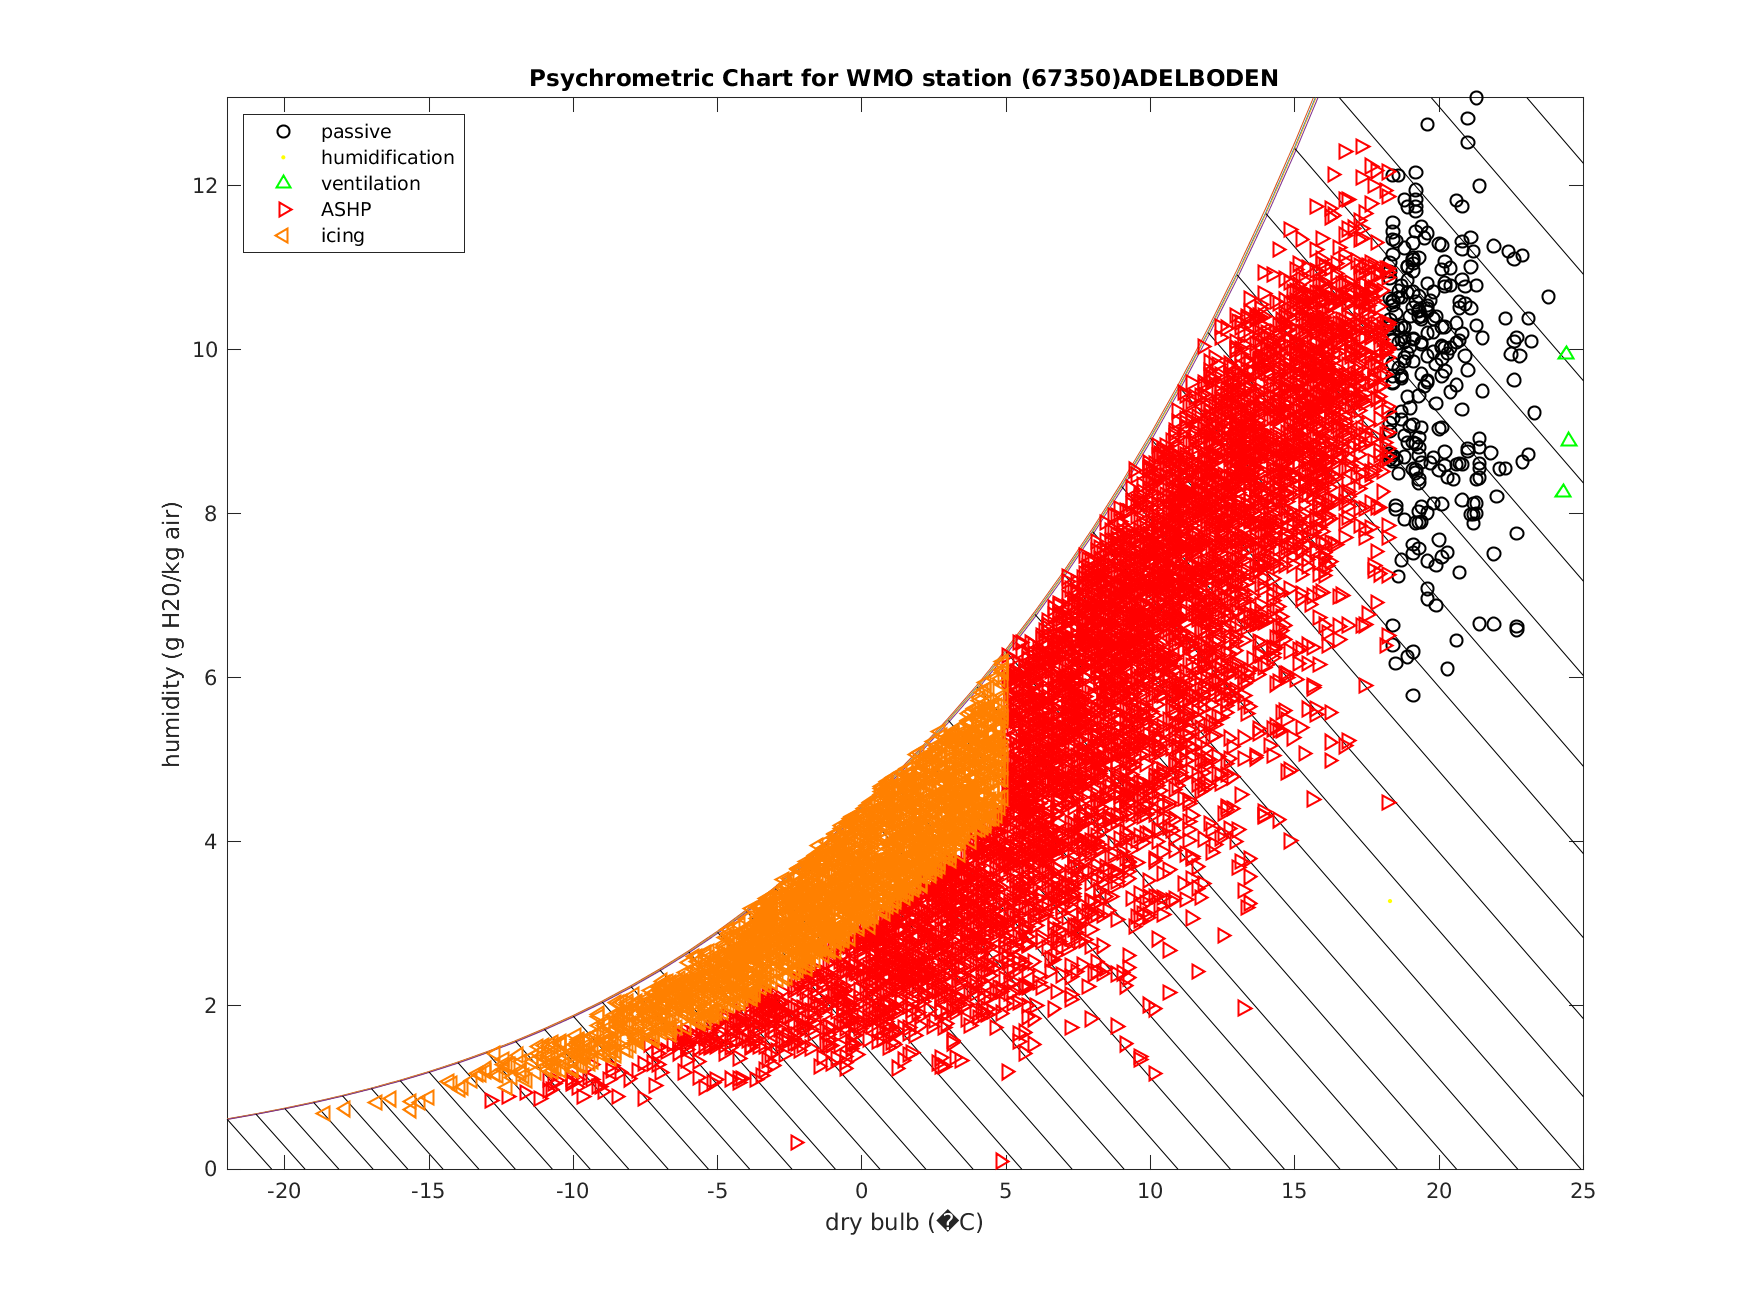 Psychrometric Chart for WMO station (67350)ADELBODEN
passive
humidification
ventilation
ASHP
icing
humidity (g H20/kg air)
12
10
8
6
4
2
0
-20 -15 -10 -5 0 5 10 15 20 25
dry bulb (�C)